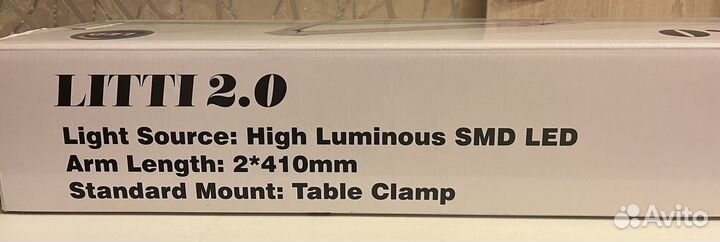 LITTI 2.0
Light Source: High Luminous SMD LED
Arm Length: 2*410mm
Standard Mount: Table Clamp
Avito